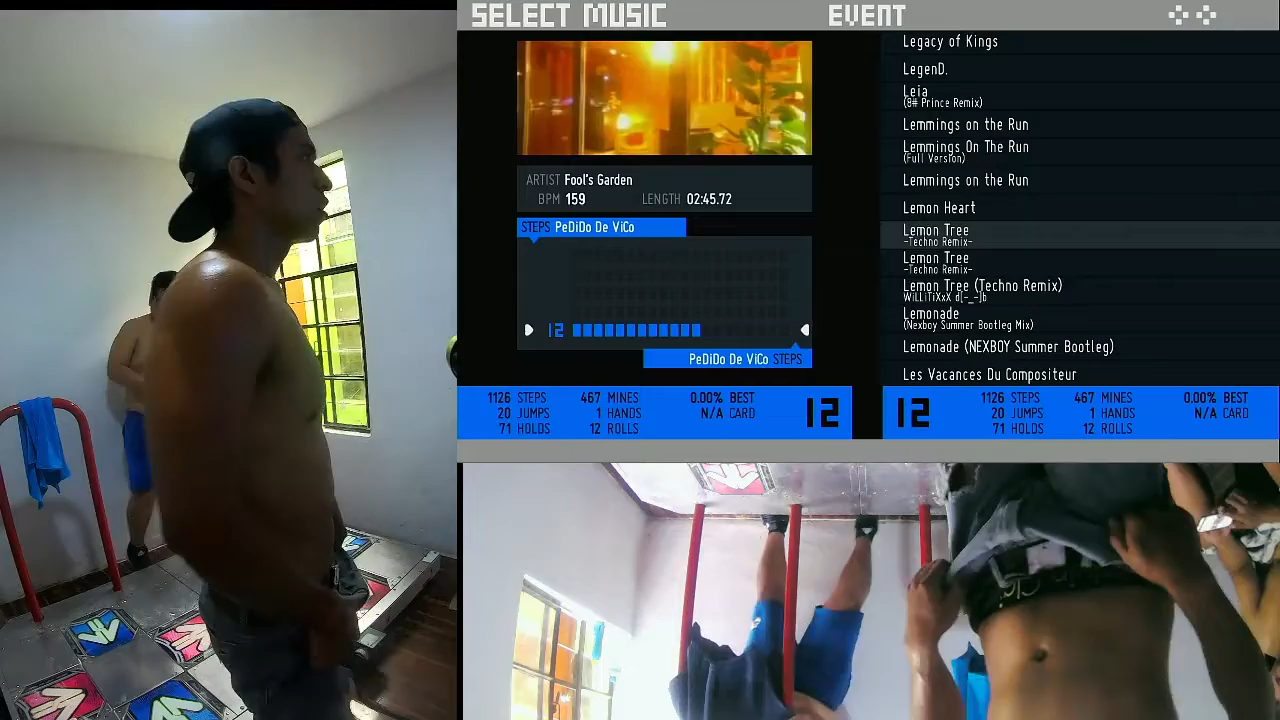 SELECT MUSIC
EVENT
ARTIST Fool's Garden
BPM 159 LENGTH 02:45.72
STEPS PeDiDo De ViCo
12
PeDiDo De ViCo STEPS
Legacy of Kings
LegenD.
Leia
(8# Prince Remix)
Lemmings on the Run
Lemmings On The Run
(Full Version)
Lemmings on the Run
Lemon Heart
Lemon Tree
-Techno Remix-
Lemon Tree
-Techno Remix-
Lemon Tree (Techno Remix)
WiLLiTiXxX d[-_-]b
Lemonade
(Nexboy Summer Bootleg Mix)
Lemonade (NEXBOY Summer Bootleg)
Les Vacances Du Compositeur
1126 STEPS 467 MINES 0.00% BEST
20 JUMPS 1 HANDS N/A CARD
71 HOLDS 12 ROLLS
12
12
1126 STEPS 467 MINES 0.00% BEST
20 JUMPS 1 HANDS N/A CARD
71 HOLDS 12 ROLLS